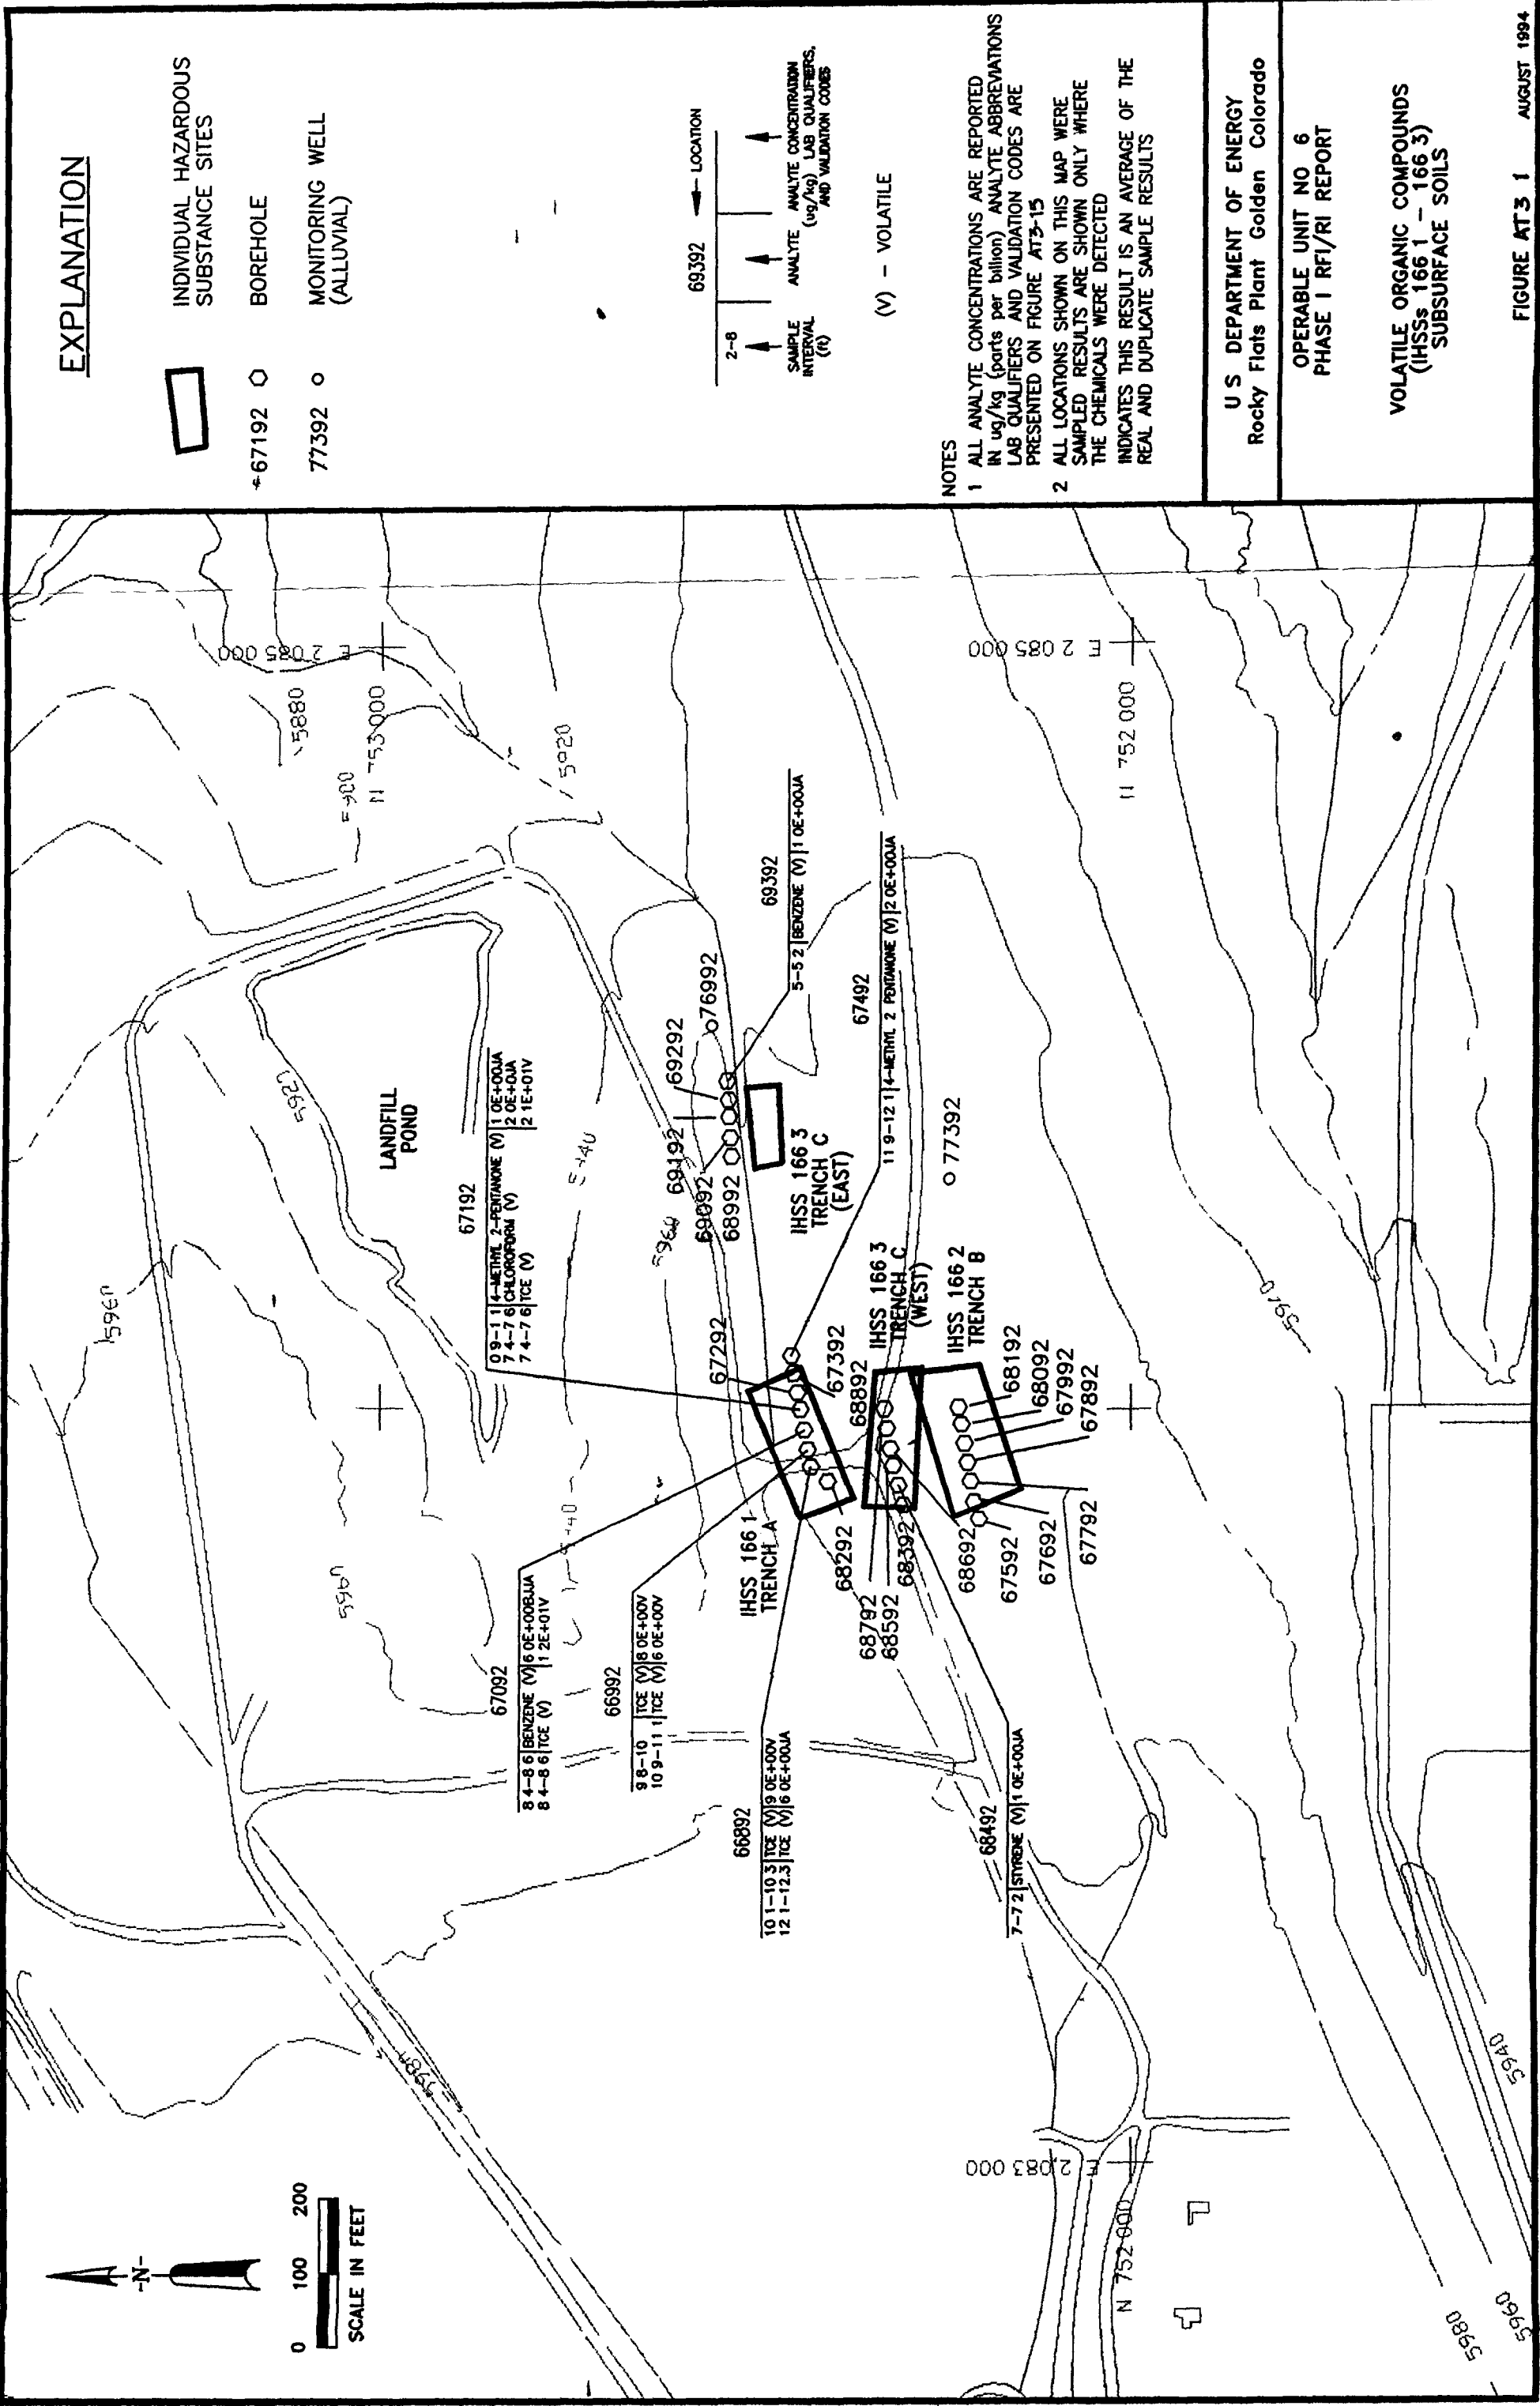 EXPLANATION
INDIVIDUAL HAZARDOUS
SUBSTANCE SITES
67192
BOREHOLE
77392
MONITORING WELL
(ALLUVIAL)
69392
LOCATION
2-8
SAMPLE
INTERVAL
(ft)
ANALYTE
ANALYTE CONCENTRATION
(ug/kg) LAB QUALIFIERS,
AND VALIDATION CODES
(V) - VOLATILE
NOTES
1 ALL ANALYTE CONCENTRATIONS ARE REPORTED
IN ug/kg (parts per billion) ANALYTE ABBREVIATIONS
LAB QUALIFIERS AND VALIDATION CODES ARE
PRESENTED ON FIGURE AT3-15
2 ALL LOCATIONS SHOWN ON THIS MAP WERE
SAMPLED RESULTS ARE SHOWN ONLY WHERE
THE CHEMICALS WERE DETECTED
INDICATES THIS RESULT IS AN AVERAGE OF THE
REAL AND DUPLICATE SAMPLE RESULTS
U S DEPARTMENT OF ENERGY
Rocky Flats Plant Golden Colorado
OPERABLE UNIT NO 6
PHASE I RFI/RI REPORT
VOLATILE ORGANIC COMPOUNDS
(IHSSs 166 1 - 166 3)
SUBSURFACE SOILS
FIGURE AT3 1 AUGUST 1994
-N-
0 100 200
SCALE IN FEET
LANDFILL
POND
67192
0 9-1 1 4-METHYL 2-PENTANONE (V) 1 0E+00JA
7 4-7 6 CHLOROFORM (V) 2 0E+0JA
7 4-7 6 TCE (V) 2 1E+01V
67092
8 4-8 6 BENZENE (V) 6 0E+00BJJA
8 4-8 6 TCE (V) 1 2E+01V
66992
9 8-10 TCE (V) 8 0E+00V
10 9-11 1 TCE (V) 6 0E+00V
66892
10 1-10 3 TCE (V) 9 0E+00V
12 1-12.3 TCE (V) 6 0E+00JA
68492
7-7 2 STYRENE (V) 1 0E+00JA
69392
5-5 2 BENZENE (V) 1 0E+00JA
67492
11 9-12 1 4-METHYL 2 PENTANONE (V) 2 0E+00JA
IHSS 166 1
TRENCH A
IHSS 166 3
TRENCH C
(EAST)
IHSS 166 3
TRENCH C
(WEST)
IHSS 166 2
TRENCH B
69292
76992
69192
69092
68992
67292
67392
68892
68292
68792
68592
68392
68692
67592
67692
67792
68192
68092
67992
67892
77392
E 2 085 000
N 753 000
5880
5920
E 2 085 000
N 752 000
E 2,083 000
N 752 000
5960
5940
5980
5960